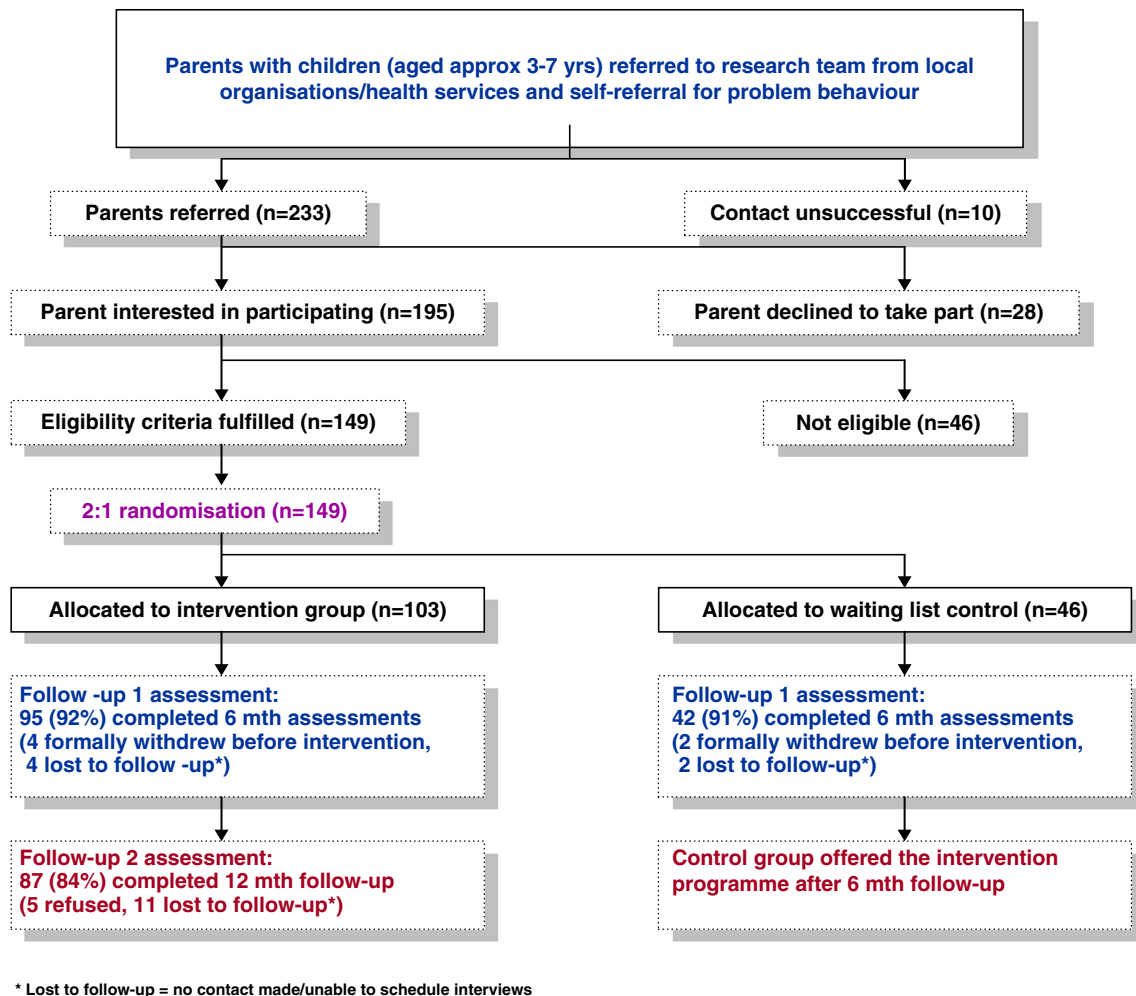 Parents with children (aged approx 3-7 yrs) referred to research team from local
organisations/health services and self-referral for problem behaviour
Parents referred (n=233)
Contact unsuccessful (n=10)
Parent interested in participating (n=195)
Parent declined to take part (n=28)
Eligibility criteria fulfilled (n=149)
Not eligible (n=46)
2:1 randomisation (n=149)
Allocated to intervention group (n=103)
Allocated to waiting list control (n=46)
Follow -up 1 assessment:
95 (92%) completed 6 mth assessments
(4 formally withdrew before intervention,
4 lost to follow -up*)
Follow-up 1 assessment:
42 (91%) completed 6 mth assessments
(2 formally withdrew before intervention,
2 lost to follow-up*)
Follow-up 2 assessment:
87 (84%) completed 12 mth follow-up
(5 refused, 11 lost to follow-up*)
Control group offered the intervention
programme after 6 mth follow-up
* Lost to follow-up = no contact made/unable to schedule interviews